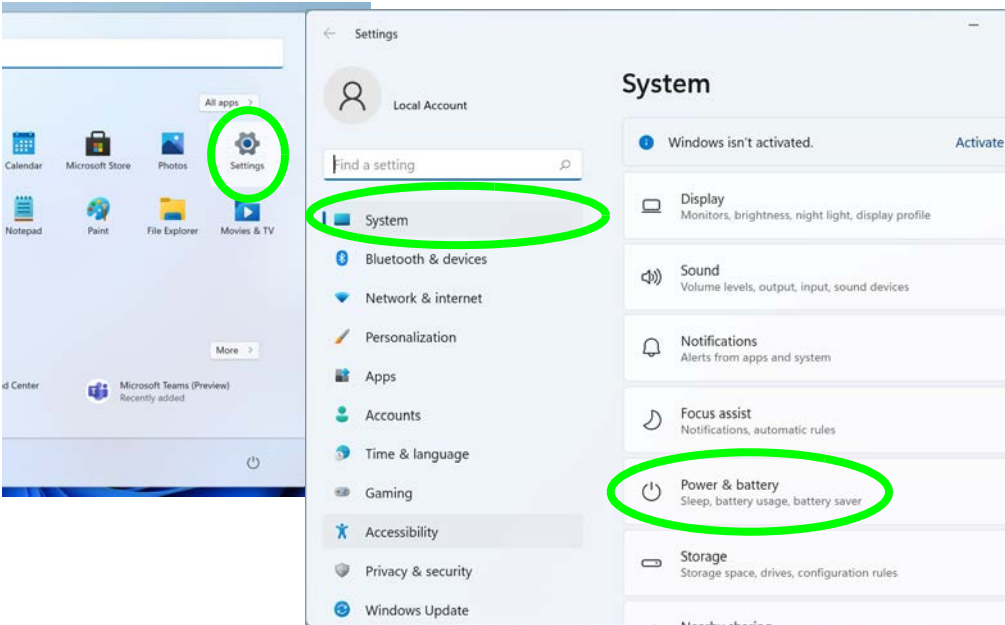 All apps >
Calendar
Microsoft Store
Photos
Settings
Notepad
Paint
File Explorer
Movies & TV
More >
d Center
Microsoft Teams (Preview)
Recently added
Settings
Local Account
Find a setting
System
Bluetooth & devices
Network & internet
Personalization
Apps
Accounts
Time & language
Gaming
Accessibility
Privacy & security
Windows Update
System
Windows isn't activated. Activate
Display
Monitors, brightness, night light, display profile
Sound
Volume levels, output, input, sound devices
Notifications
Alerts from apps and system
Focus assist
Notifications, automatic rules
Power & battery
Sleep, battery usage, battery saver
Storage
Storage space, drives, configuration rules